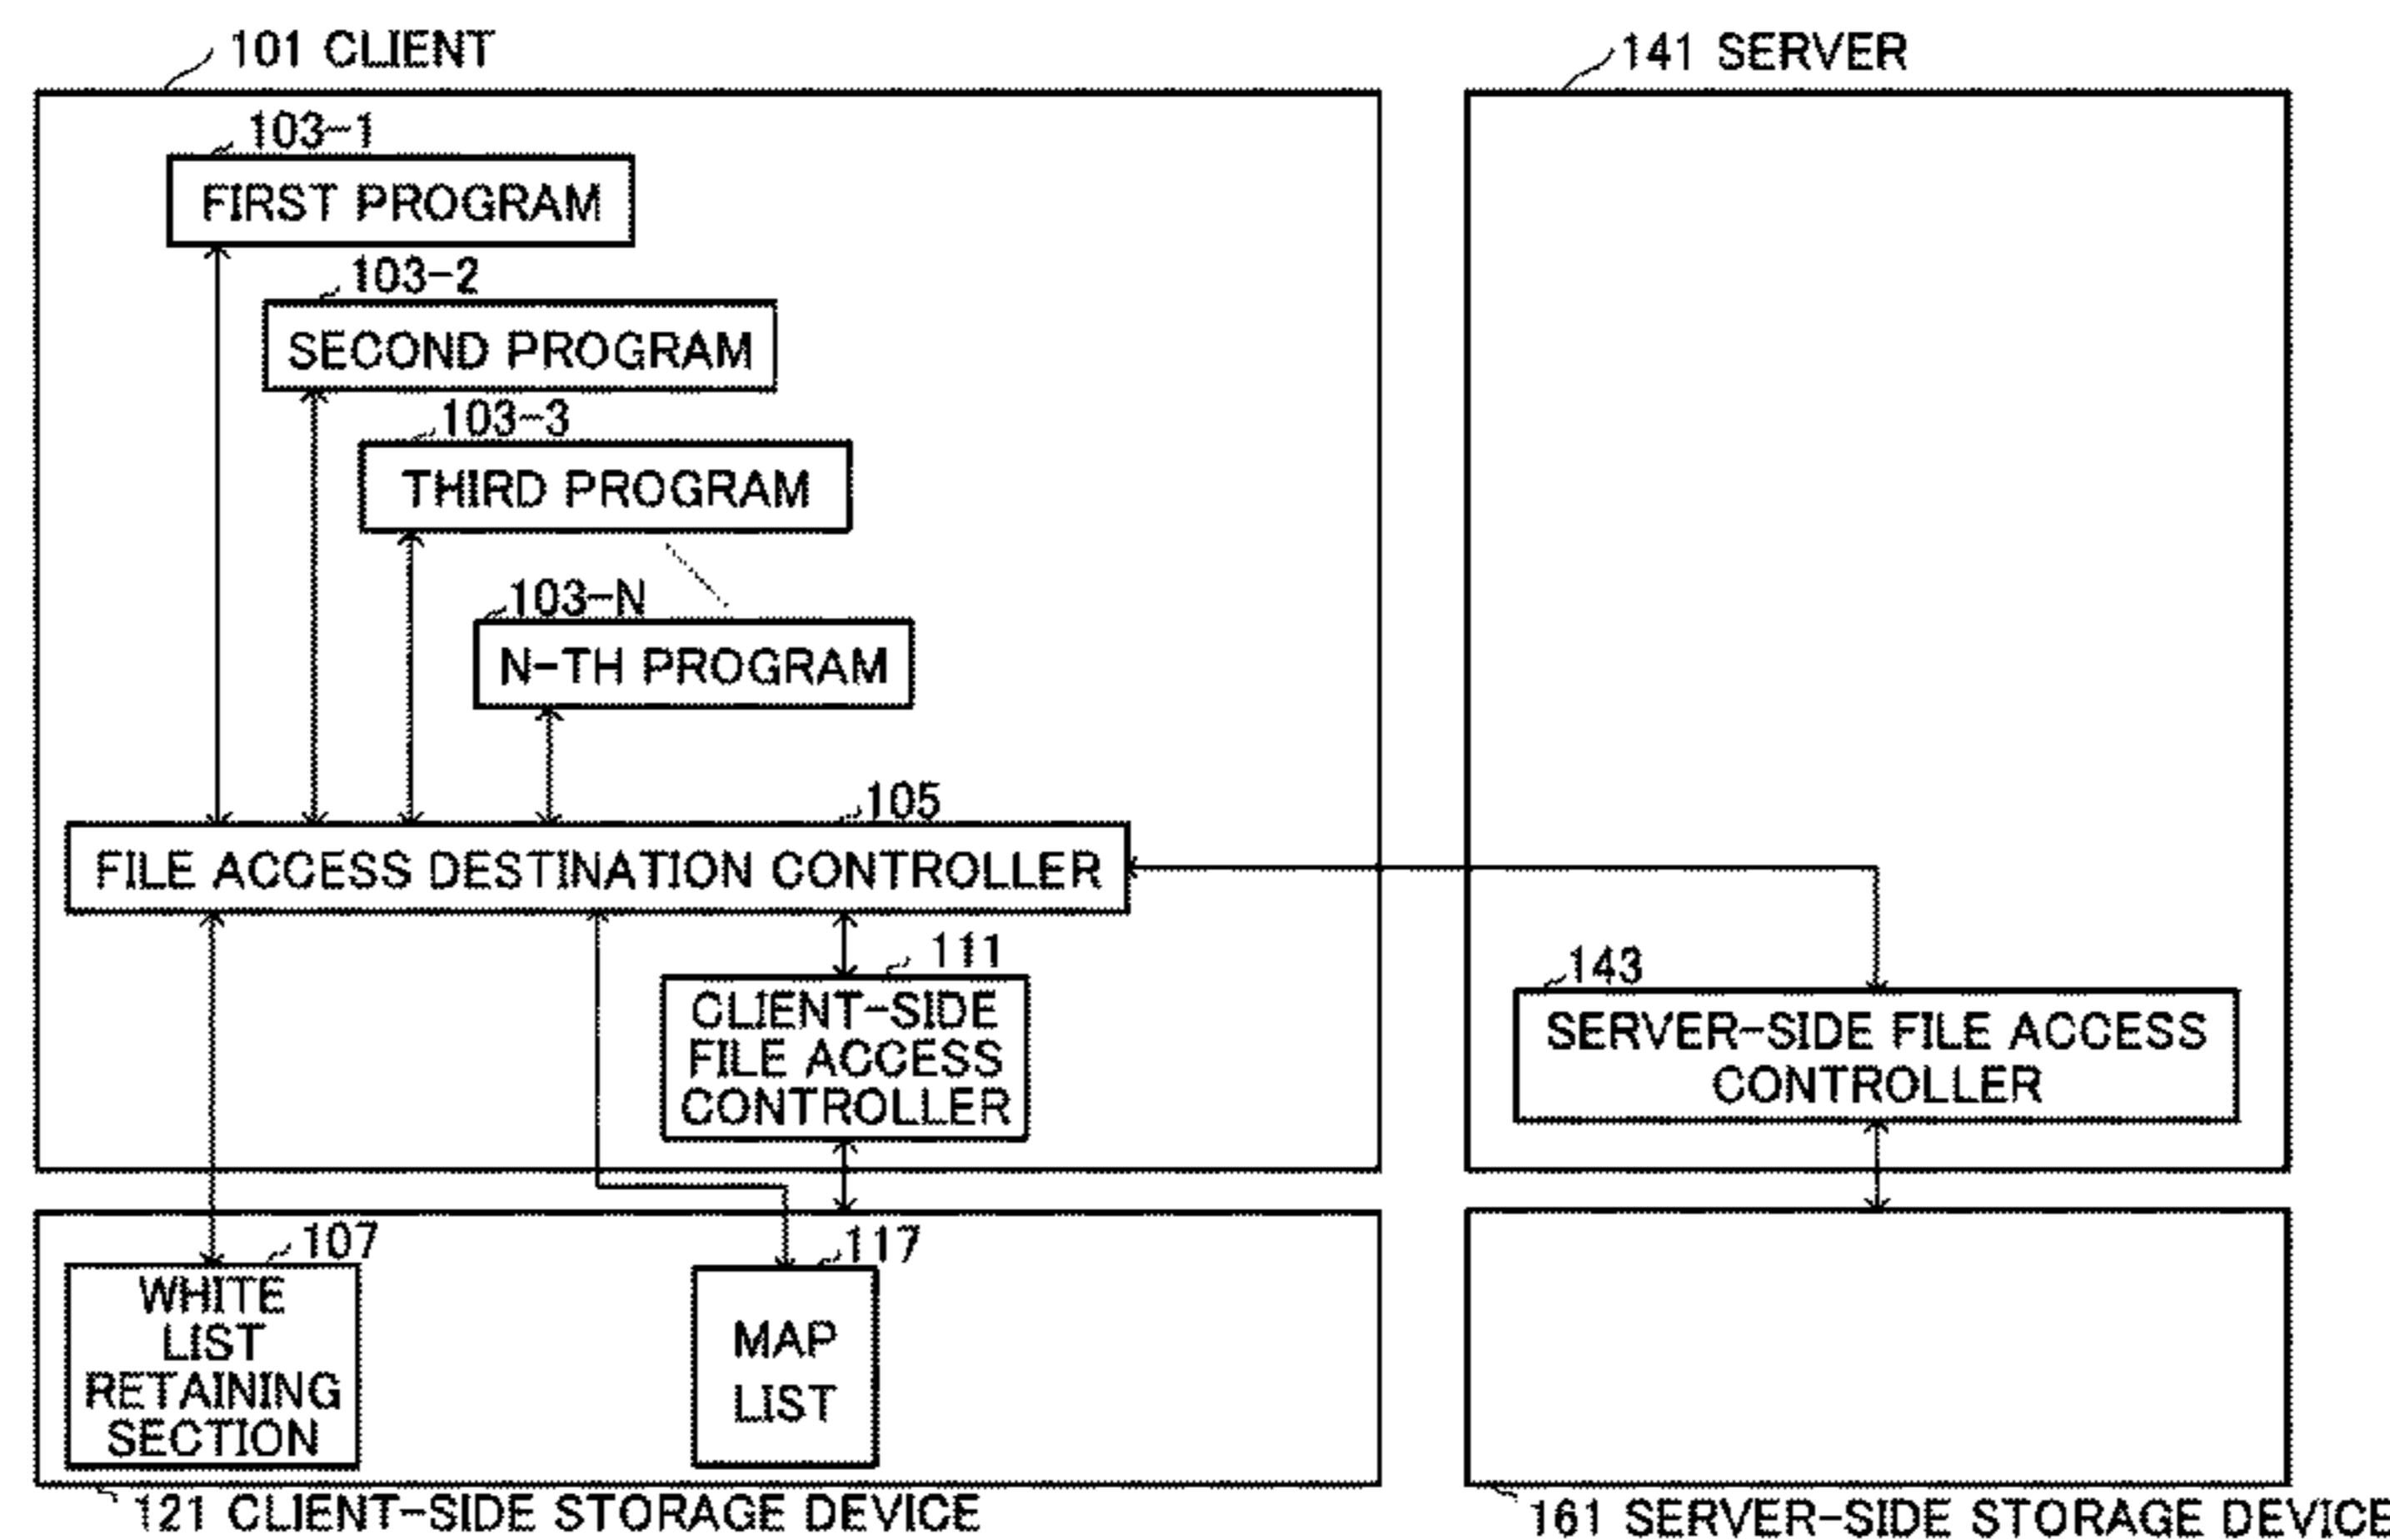 101 CLIENT
141 SERVER
103-1
FIRST PROGRAM
103-2
SECOND PROGRAM
103-3
THIRD PROGRAM
103-N
N-TH PROGRAM
105
FILE ACCESS DESTINATION CONTROLLER
111
CLIENT-SIDE
FILE ACCESS
CONTROLLER
143
SERVER-SIDE FILE ACCESS
CONTROLLER
107
WHITE
LIST
RETAINING
SECTION
117
MAP
LIST
121 CLIENT-SIDE STORAGE DEVICE
161 SERVER-SIDE STORAGE DEVICE